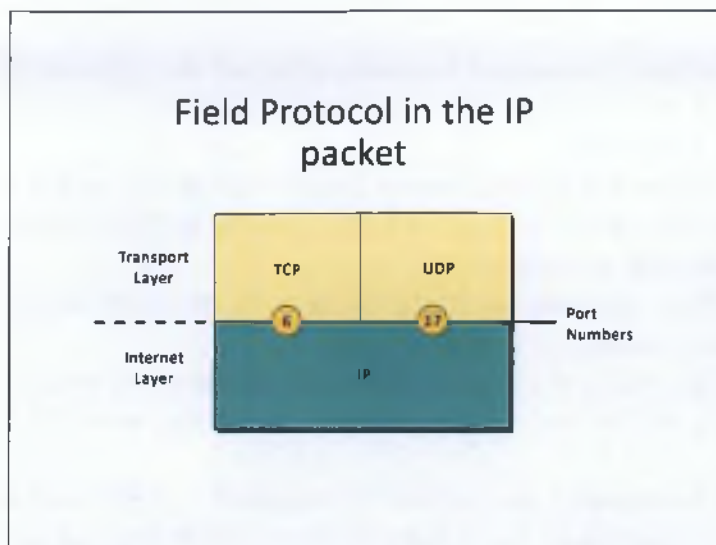 Field Protocol in the IP
packet
Transport
Layer
TCP
UDP
6
17
Port
Numbers
Internet
Layer
IP